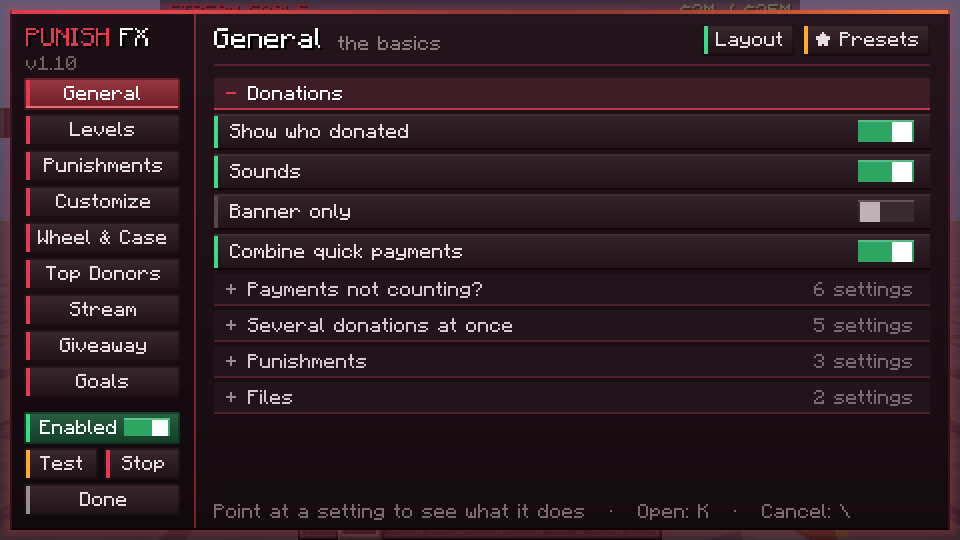 PUNISH FX
v1.10
General
Levels
Punishments
Customize
Wheel & Case
Top Donors
Stream
Giveaway
Goals
Enabled
Test
Stop
Done
General the basics
Layout
Presets
- Donations
Show who donated
Sounds
Banner only
Combine quick payments
+ Payments not counting? 6 settings
+ Several donations at once 5 settings
+ Punishments 3 settings
+ Files 2 settings
Point at a setting to see what it does · Open: K · Cancel: \